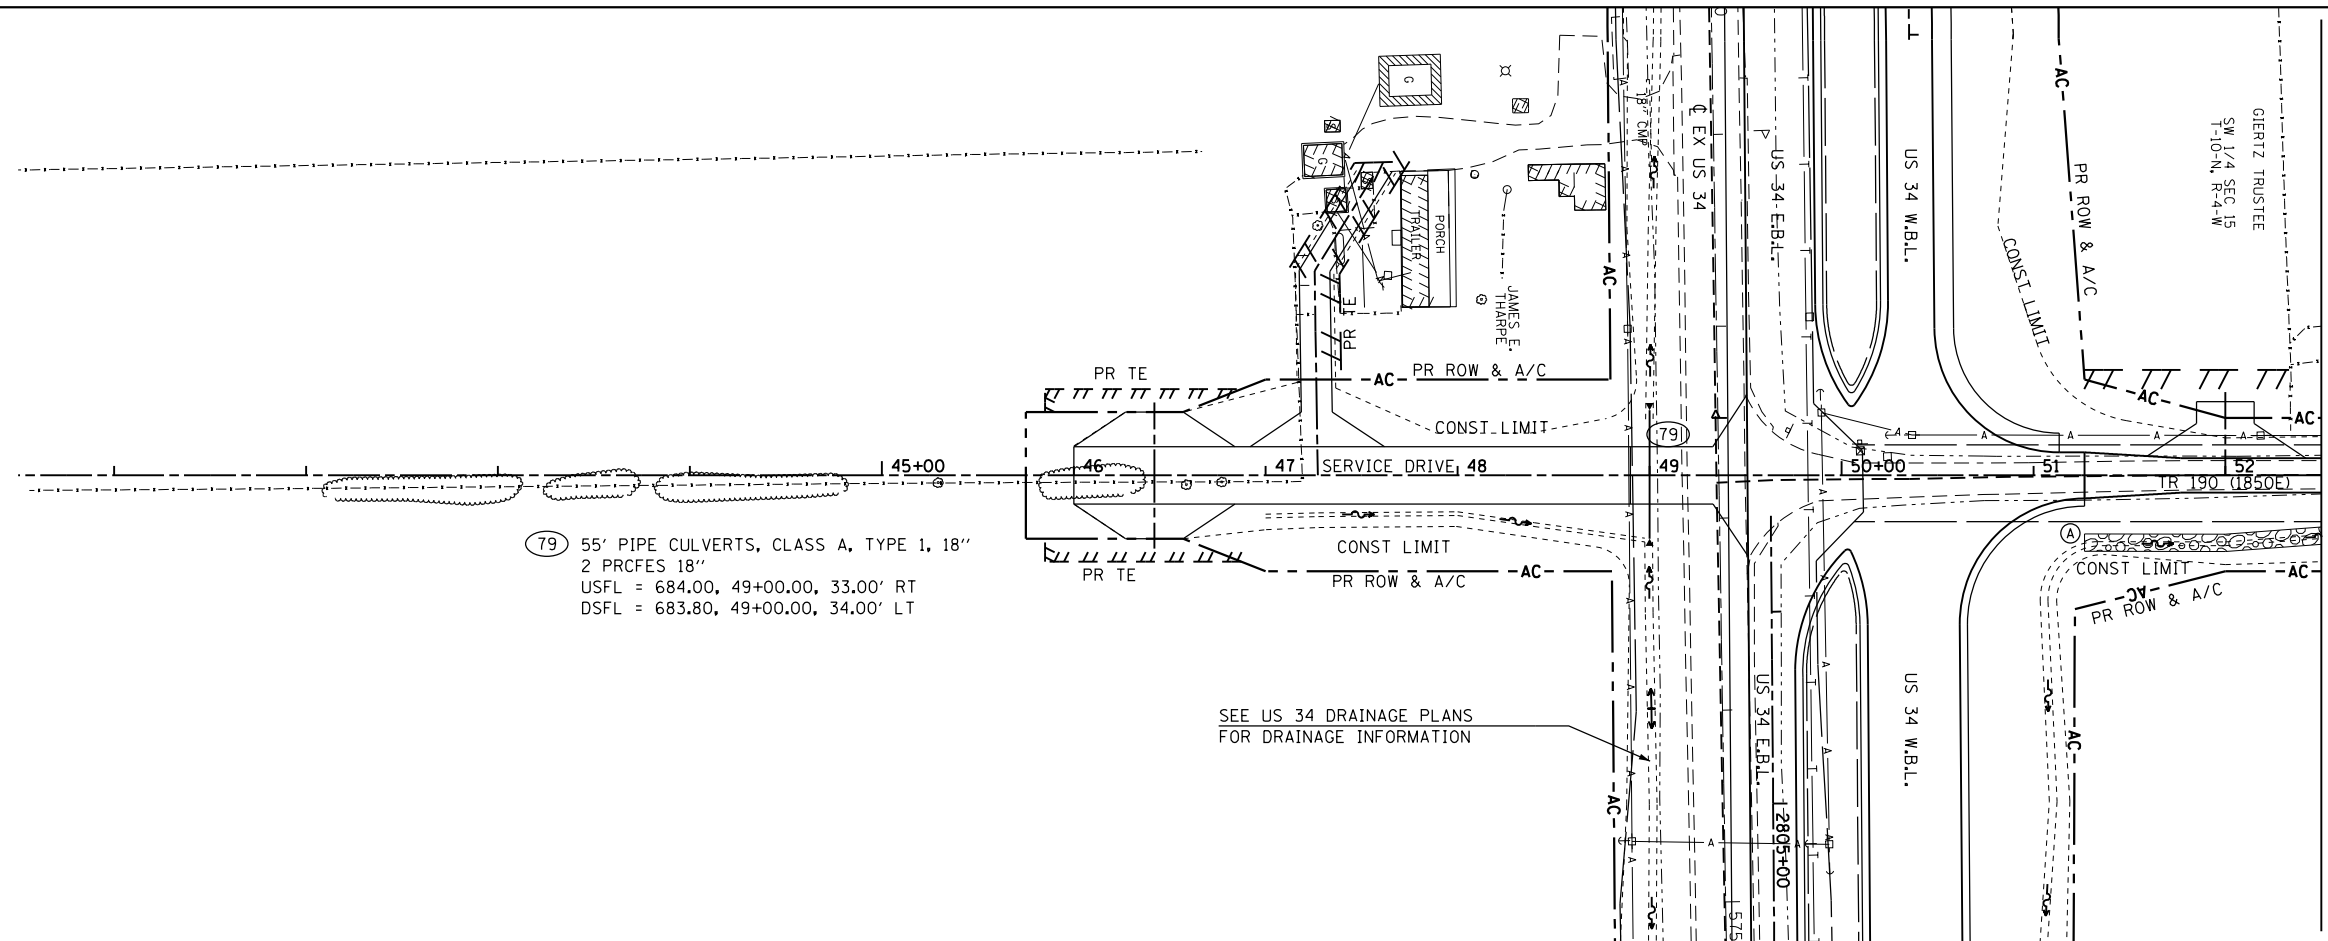 G
G
18" CMP
℄ EX US 34
US 34 E.B.L.
US 34 W.B.L.
AC
PR ROW & A/C
GIERTZ TRUSTEE
SW 1/4 SEC 15
T-10-N, R-4-W
CONST LIMIT
TRAILER
PORCH
JAMES E.
THARPE
AC
PR TE
PR TE
AC
PR ROW & A/C
CONST LIMIT
79
AC
AC
45+00
46
47
SERVICE DRIVE
48
49
50+00
51
52
TR 190 (1850E)
79
55' PIPE CULVERTS, CLASS A, TYPE 1, 18"
2 PRCFES 18"
USFL = 684.00, 49+00.00, 33.00' RT
DSFL = 683.80, 49+00.00, 34.00' LT
CONST LIMIT
PR TE
PR ROW & A/C
AC
A
CONST LIMIT
AC
AC
PR ROW & A/C
SEE US 34 DRAINAGE PLANS
FOR DRAINAGE INFORMATION
US 34 E.B.L.
US 34 W.B.L.
AC
AC
2805+00
575